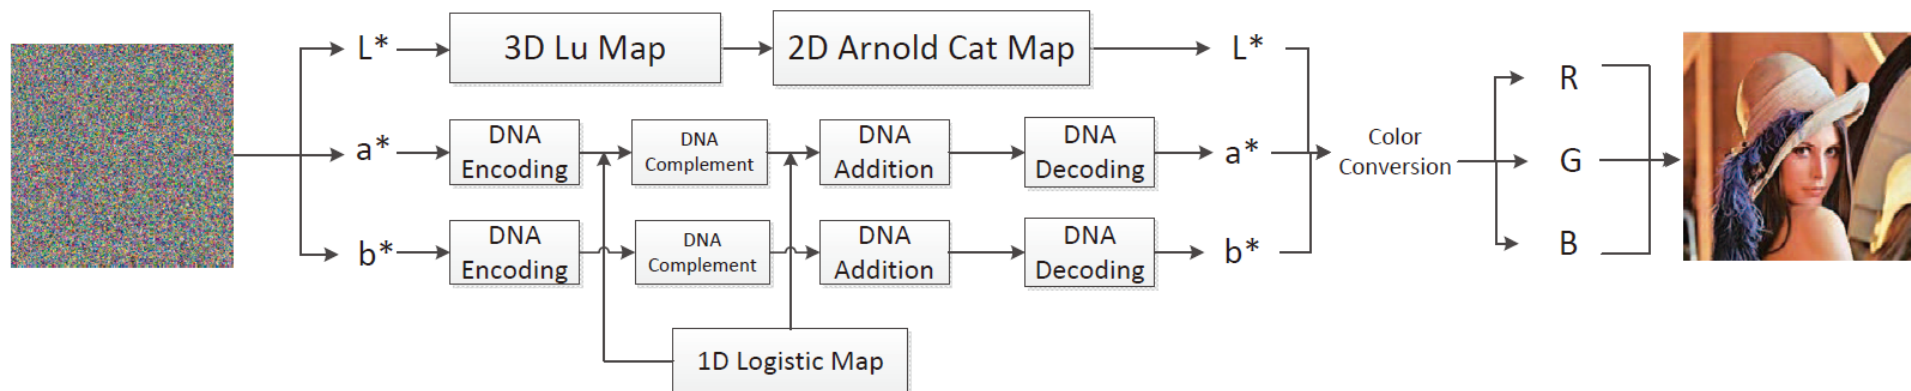 L*
3D Lu Map
2D Arnold Cat Map
L*
a*
DNA
Encoding
DNA
Complement
DNA
Addition
DNA
Decoding
a*
b*
DNA
Encoding
DNA
Complement
DNA
Addition
DNA
Decoding
b*
1D Logistic Map
Color
Conversion
R
G
B